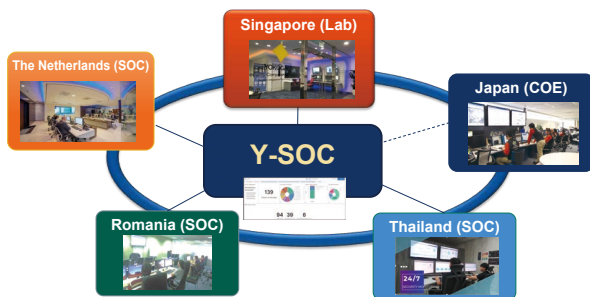 Singapore (Lab)
The Netherlands (SOC)
Japan (COE)
Y-SOC
139
94 39 6
Romania (SOC)
Thailand (SOC)
24/7